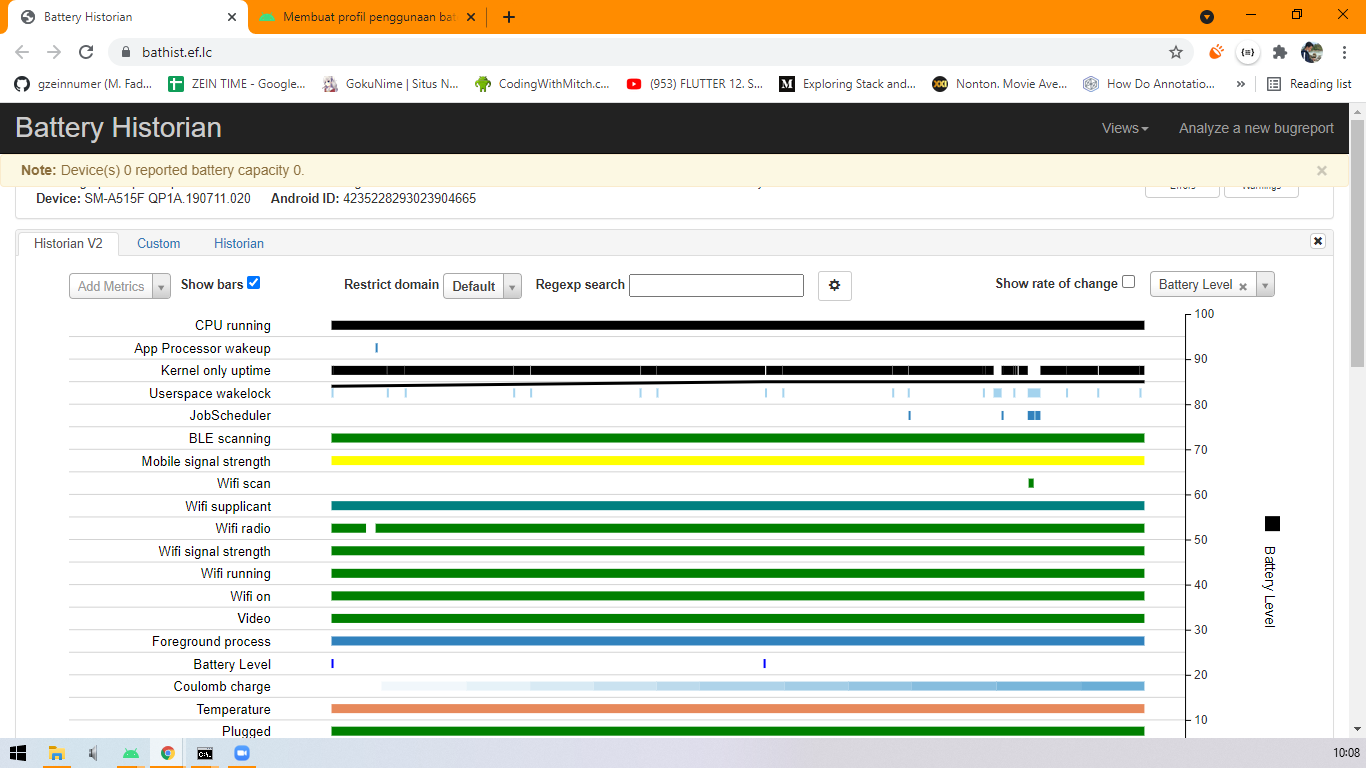 Battery Historian
Membuat profil penggunaan bat
bathist.ef.lc
gzeinnumer (M. Fad...
ZEIN TIME - Google...
GokuNime | Situs N...
CodingWithMitch.c...
(953) FLUTTER 12. S...
Exploring Stack and...
Nonton. Movie Ave...
How Do Annotatio...
»
Reading list
Battery Historian
Views
Analyze a new bugreport
Note: Device(s) 0 reported battery capacity 0.
×
Device: SM-A515F QP1A.190711.020 Android ID: 4235228293023904665
Warnings
Historian V2
Custom
Historian
Add Metrics
Show bars
Restrict domain
Default
Regexp search
Show rate of change
Battery Level ×
CPU running
App Processor wakeup
Kernel only uptime
Userspace wakelock
JobScheduler
BLE scanning
Mobile signal strength
Wifi scan
Wifi supplicant
Wifi radio
Wifi signal strength
Wifi running
Wifi on
Video
Foreground process
Battery Level
Coulomb charge
Temperature
Plugged
100
90
80
70
60
50
40
30
20
10
Battery Level
10:08